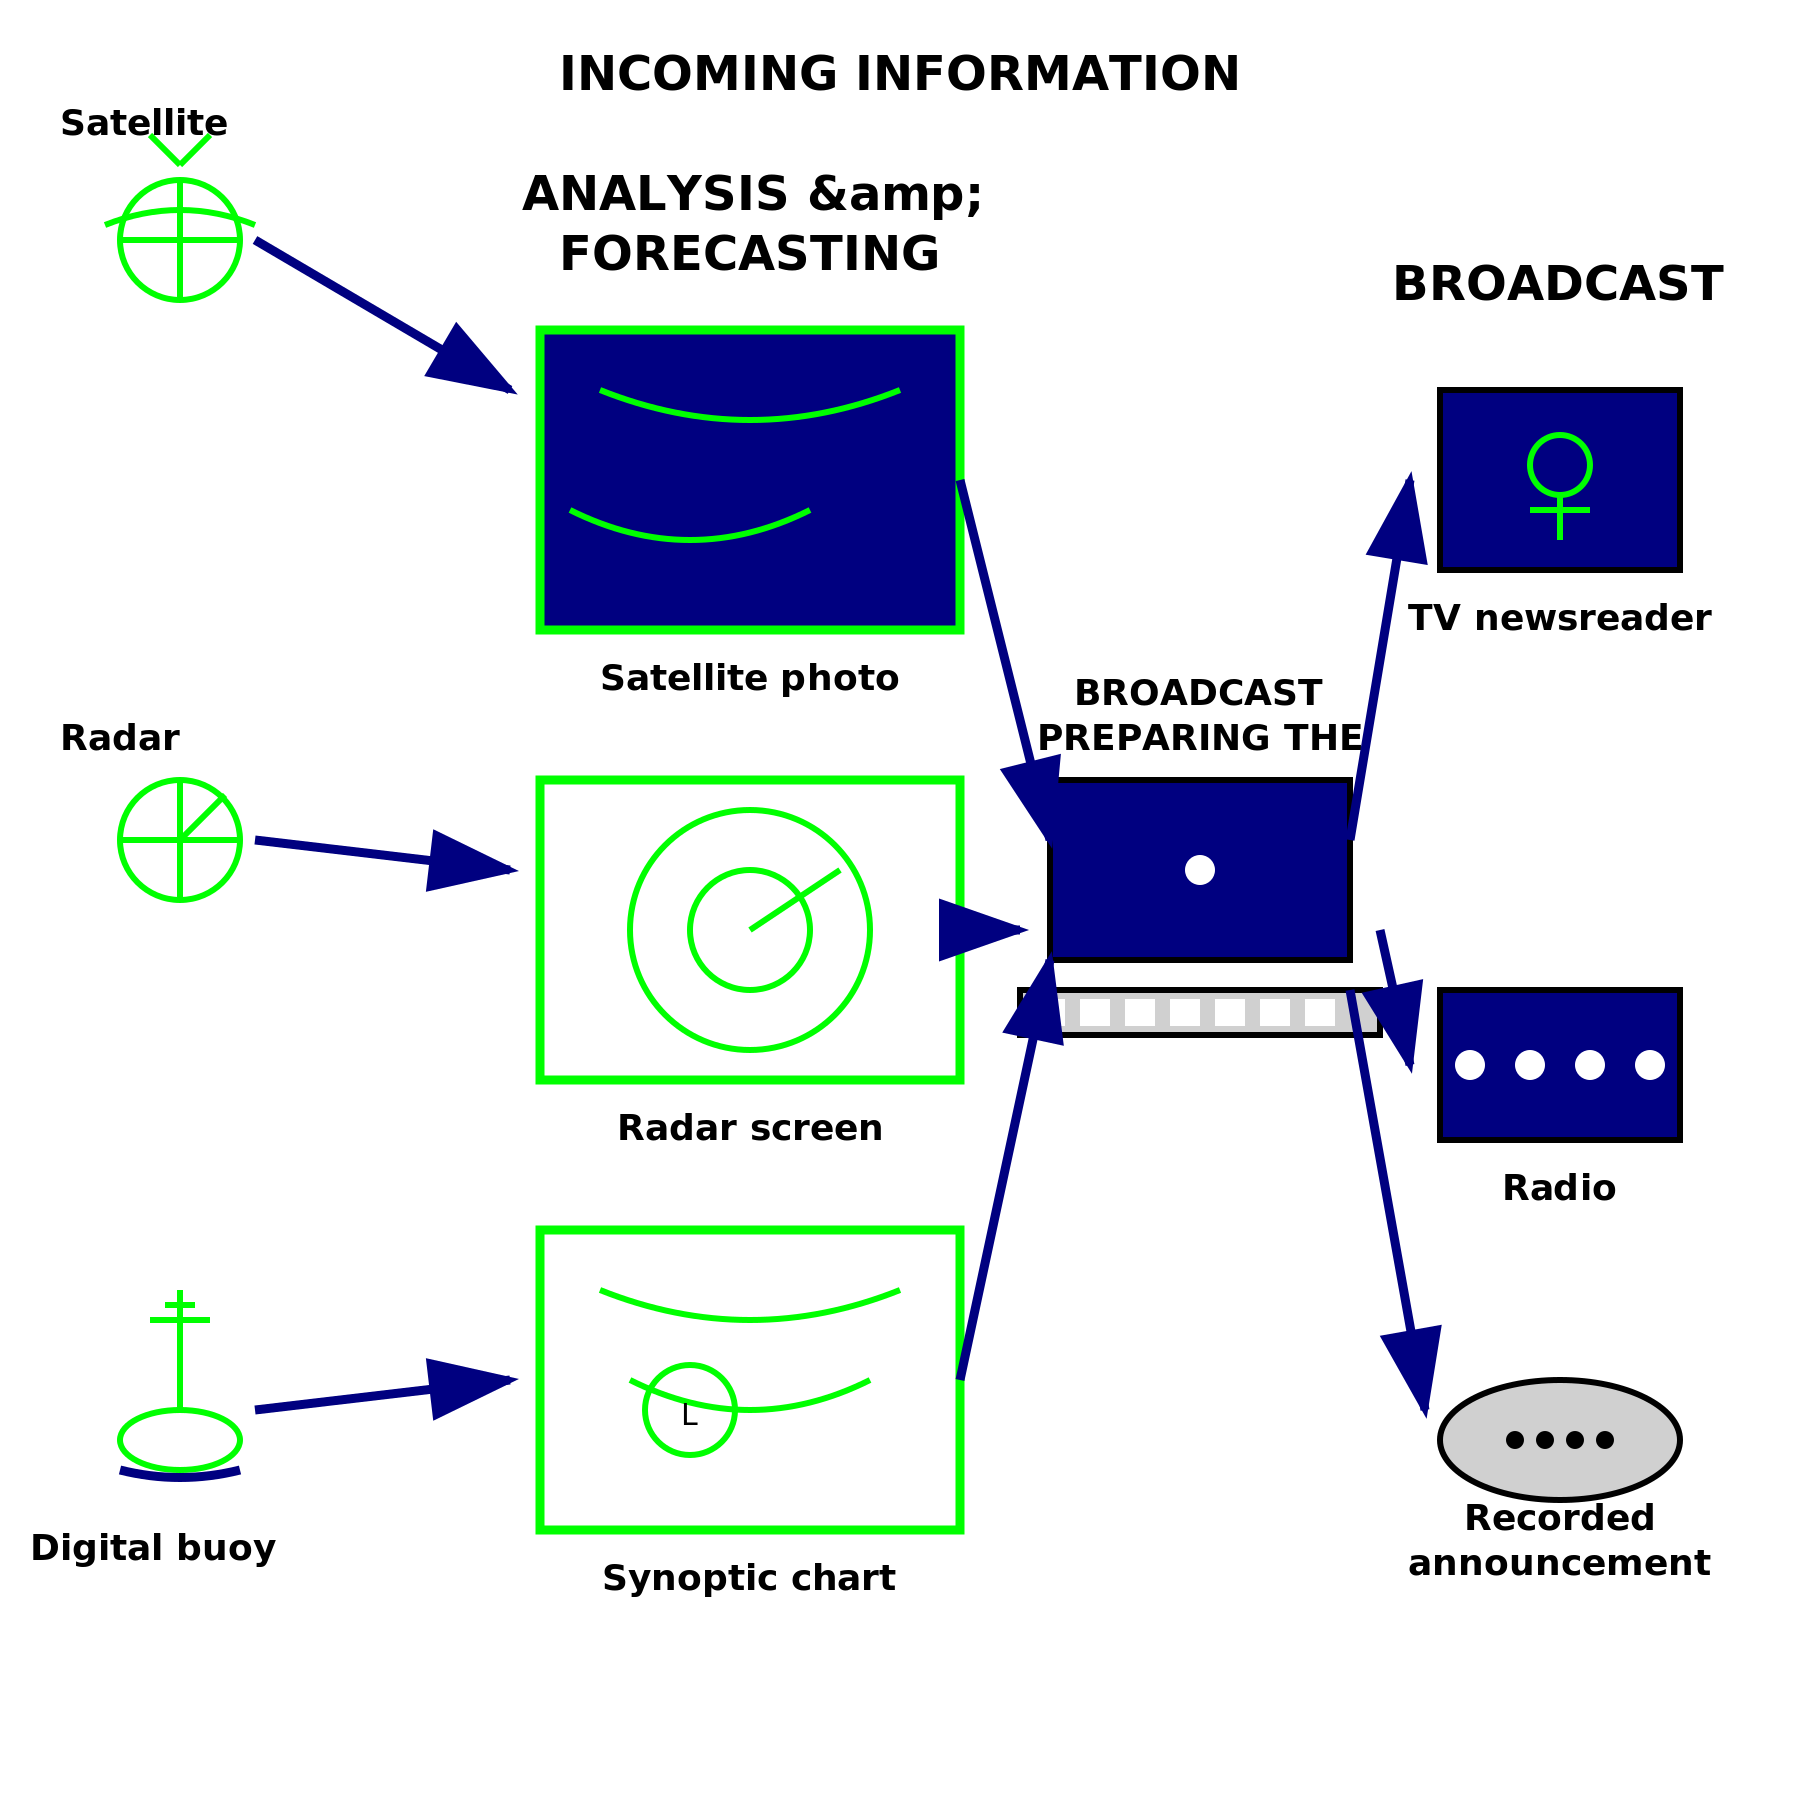 INCOMING INFORMATION
Satellite
ANALYSIS &amp;
FORECASTING
BROADCAST
TV newsreader
Satellite photo
BROADCAST
PREPARING THE
Radar
Radar screen
Radio
L
Digital buoy
Synoptic chart
Recorded
announcement